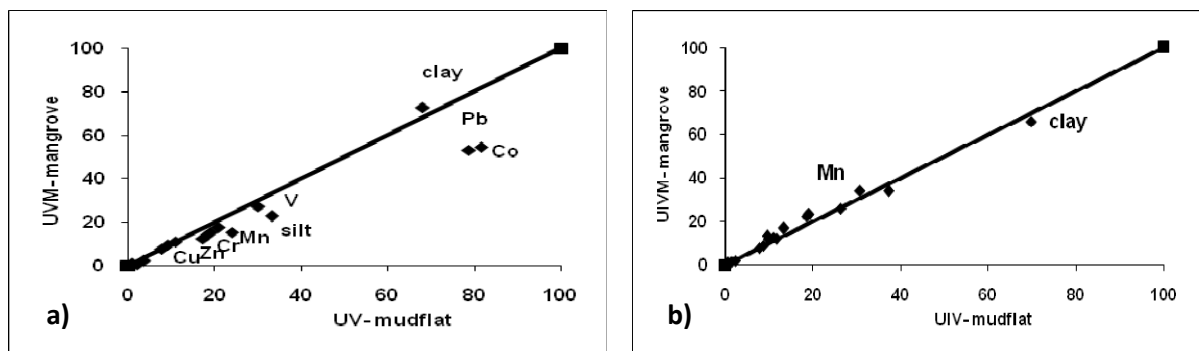 100
80
60
40
20
0
UVM-mangrove
clay
Pb
Co
V
silt
Mn
Cr
Zn
Cu
0 20 40 60 80 100
UV-mudflat
a)
100
80
60
40
20
0
UIVM-mangrove
Mn
clay
0 20 40 60 80 100
UIV-mudflat
b)